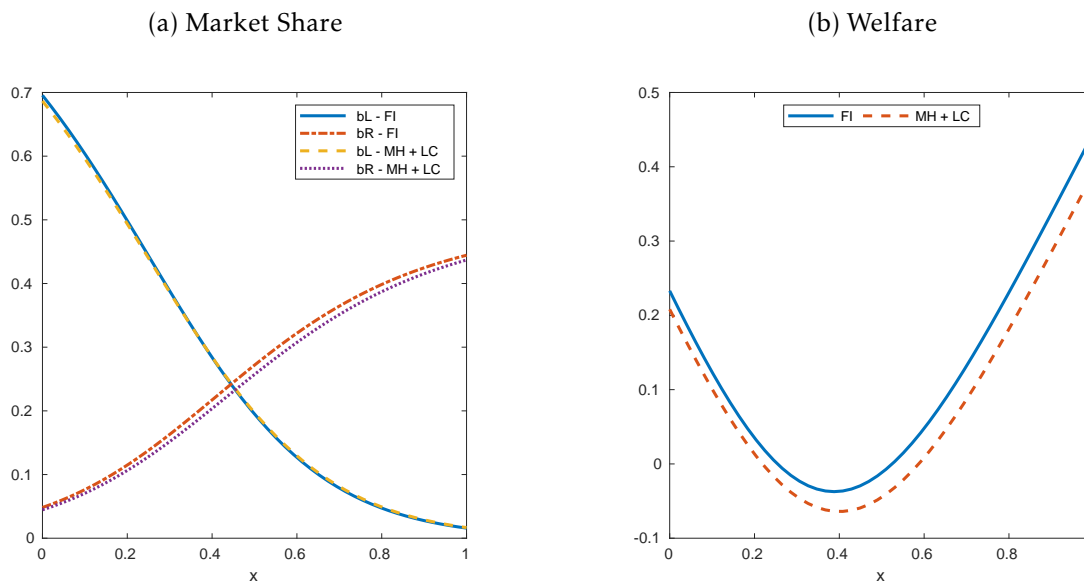 (a) Market Share
(b) Welfare
0.7
0.6
0.5
0.4
0.3
0.2
0.1
0
0 0.2 0.4 0.6 0.8 1
x
bL - FI
bR - FI
bL - MH + LC
bR - MH + LC
0.5
0.4
0.3
0.2
0.1
0
-0.1
0 0.2 0.4 0.6 0.8
x
FI MH + LC